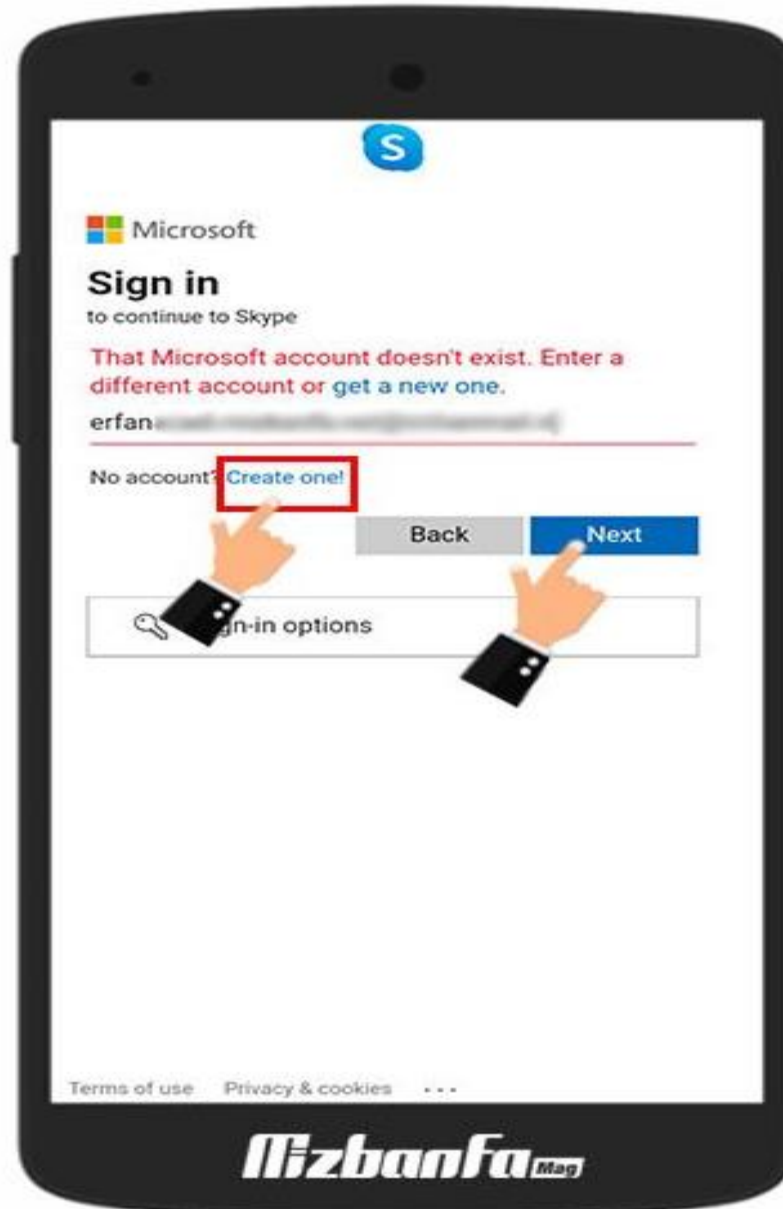 S
Microsoft
Sign in
to continue to Skype
That Microsoft account doesn't exist. Enter a
different account or get a new one.
erfan
No account? Create one!
Back
Next
gn-in options
Terms of use Privacy & cookies ...
MizbanFa Mag